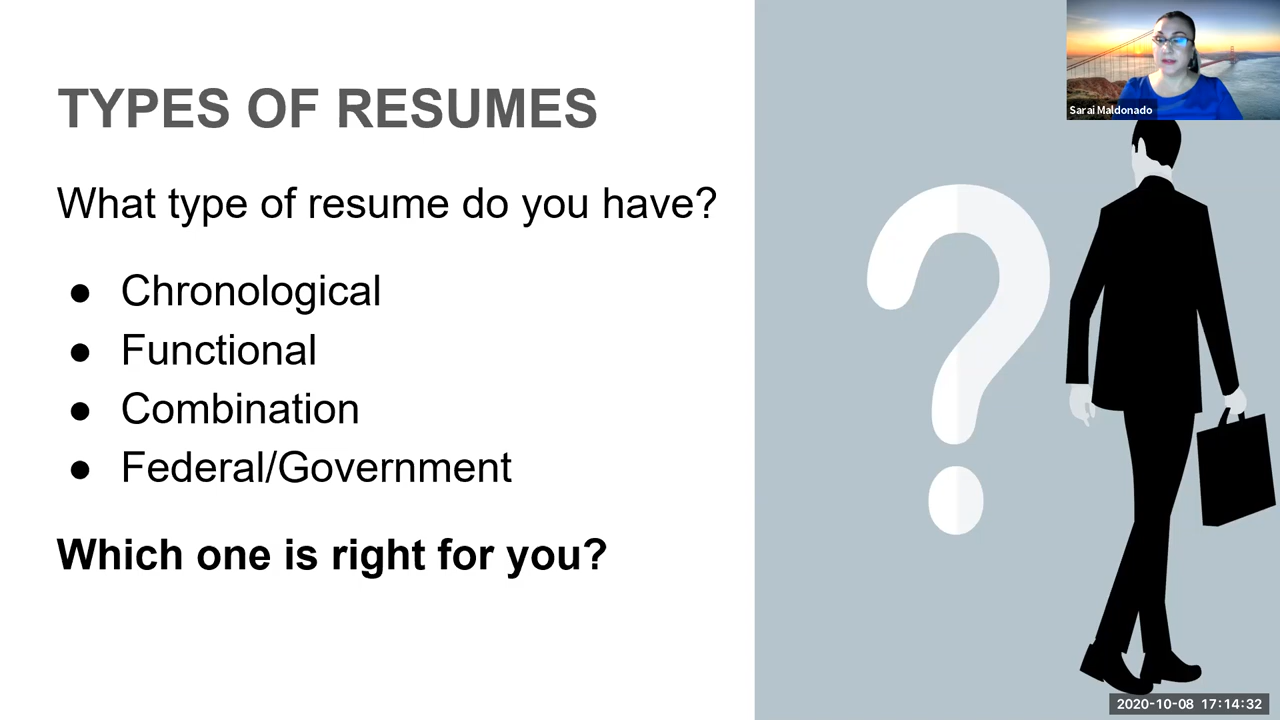 TYPES OF RESUMES
What type of resume do you have?
● Chronological
● Functional
● Combination
● Federal/Government
Which one is right for you?
Sarai Maldonado
2020-10-08 17:14:32